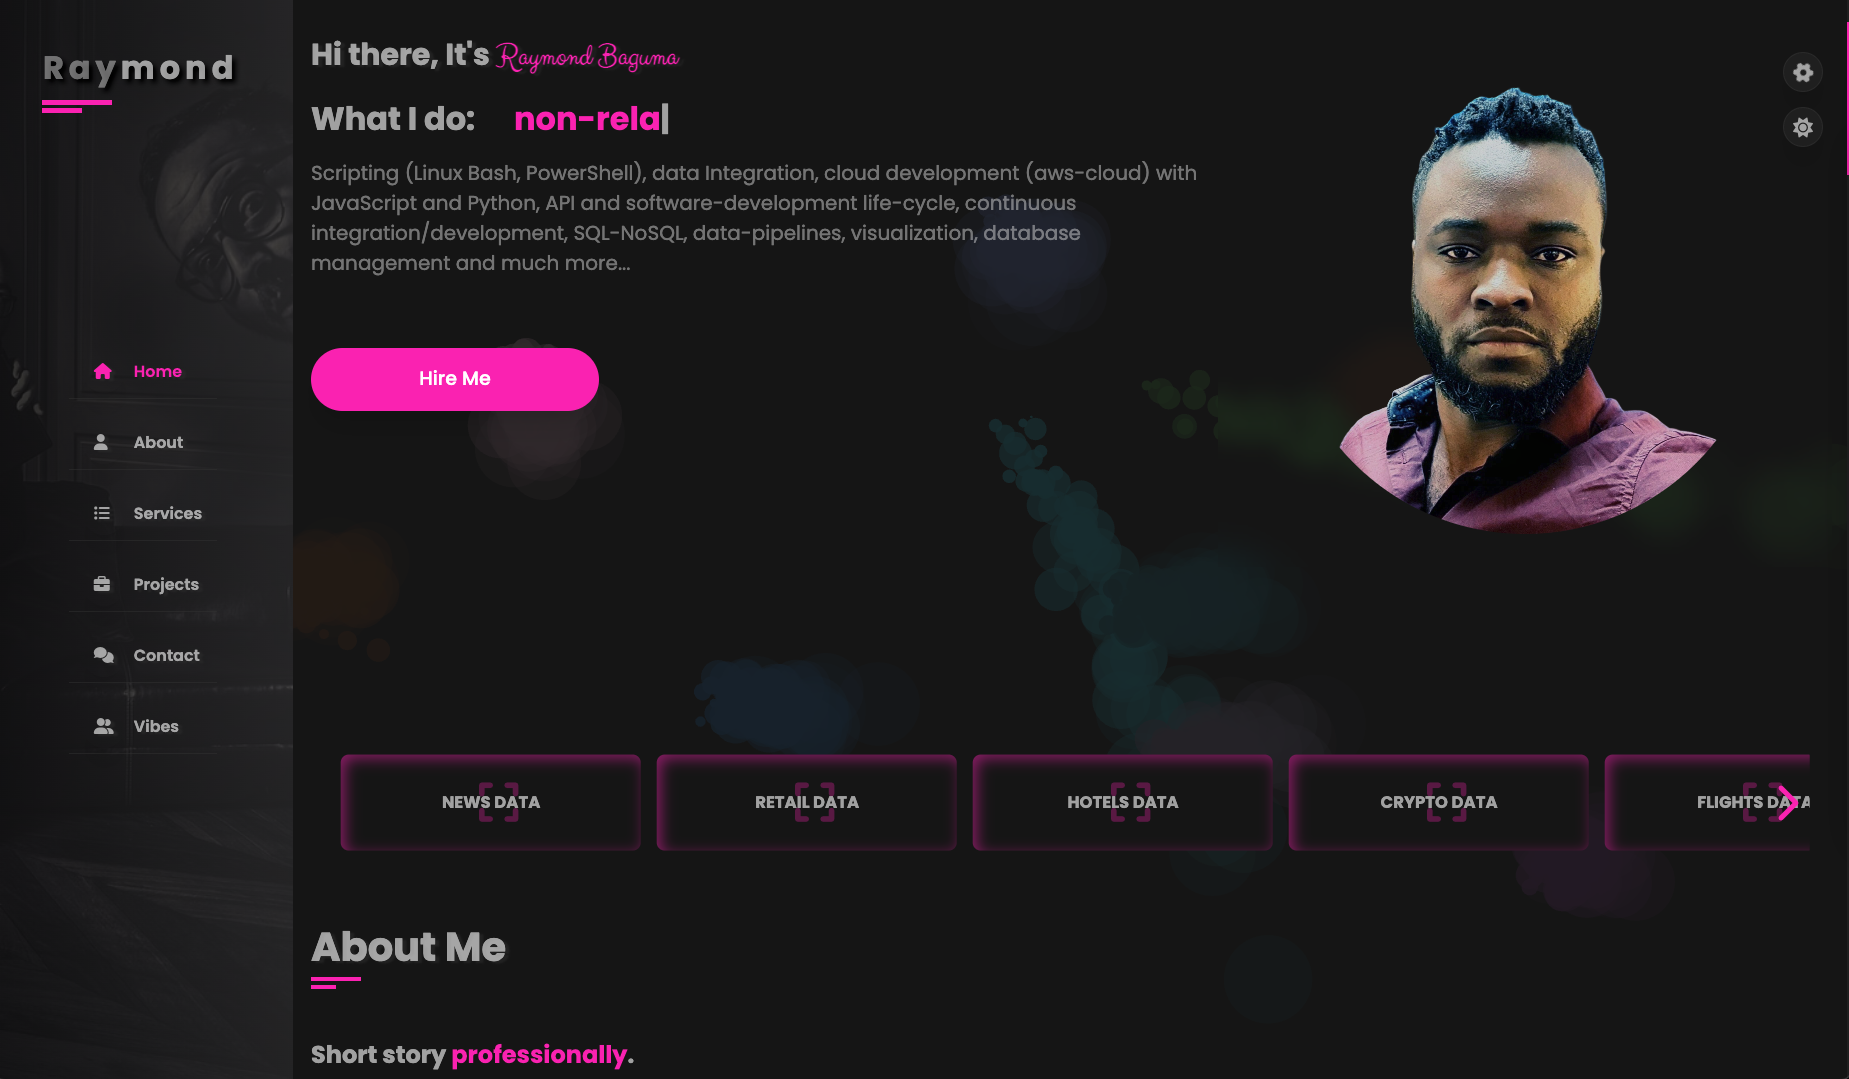 Raymond
Home
About
Services
Projects
Contact
Vibes
Hi there, It's Raymond Baguma
What I do: non-rela|
Scripting (Linux Bash, PowerShell), data Integration, cloud development (aws-cloud) with
JavaScript and Python, API and software-development life-cycle, continuous
integration/development, SQL-NoSQL, data-pipelines, visualization, database
management and much more...
Hire Me
NEWS DATA
RETAIL DATA
HOTELS DATA
CRYPTO DATA
FLIGHTS DATA
About Me
Short story professionally.